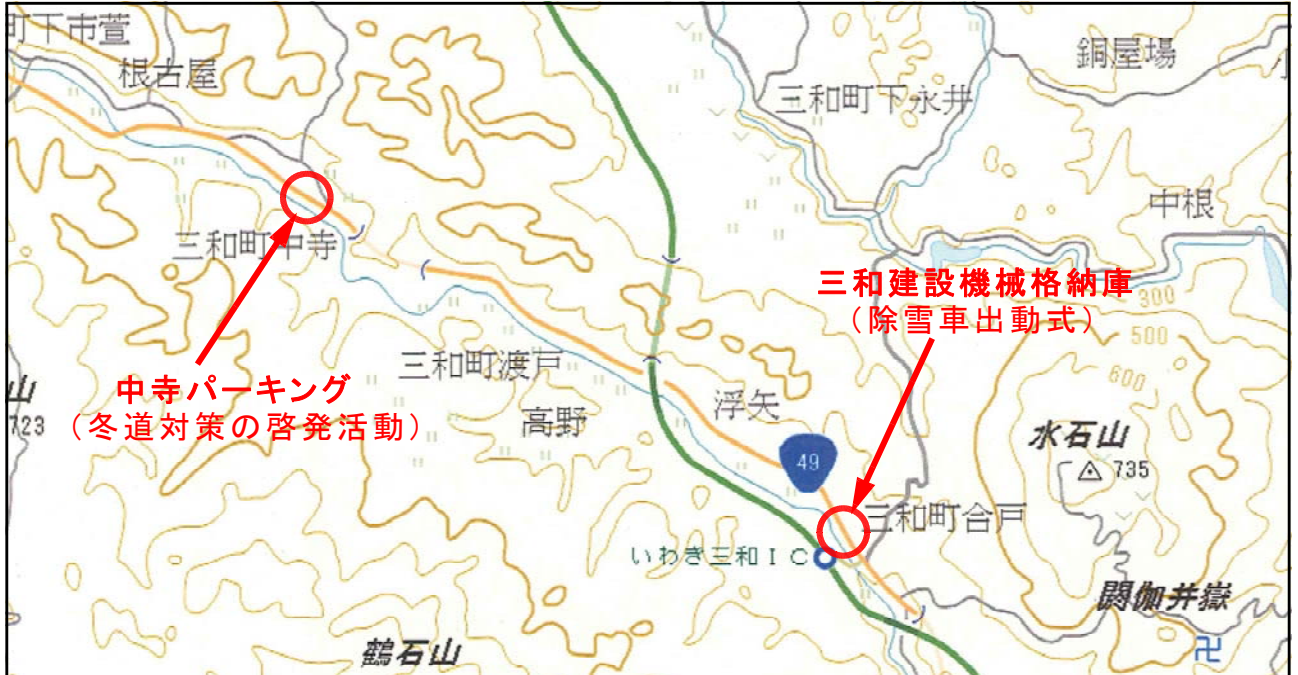 町下市萱
根古屋
銅屋場
三和町下永井
中根
三和町中寺
三和建設機械格納庫
（除雪車出動式）
300
500
600
三和町渡戸
中寺パーキング
（冬道対策の啓発活動）
山
723
高野
浮矢
水石山
735
49
三和町合戸
いわき三和ＩＣ
閼伽井嶽
鶴石山